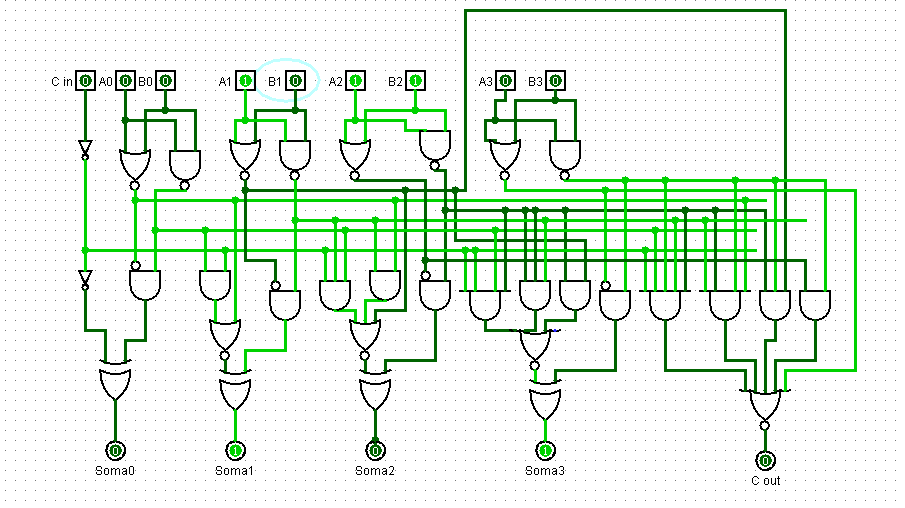 C in 0 A0 0 B0 0 A1 1 B1 0 A2 1 B2 1 A3 0 B3 0
0 1 0 1
Soma0 Soma1 Soma2 Soma3
0
C out